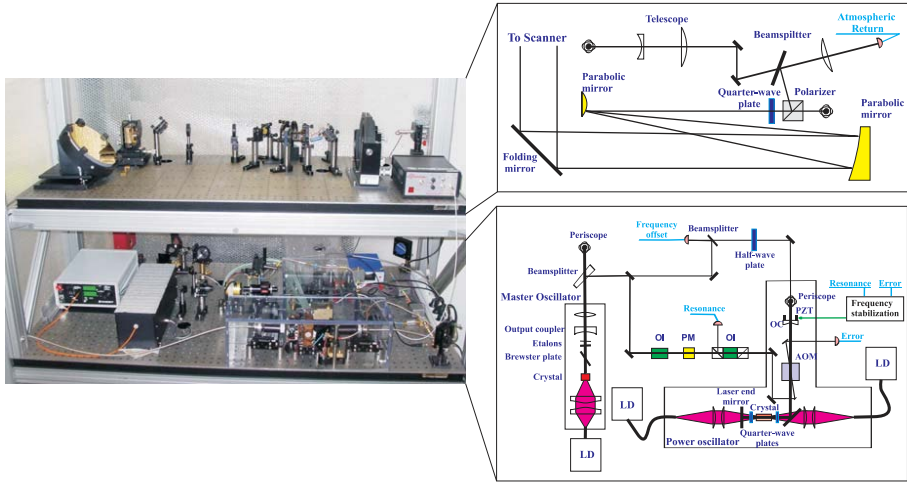 Telescope
Beamspiltter
Atmospheric
Return
To Scanner
Parabolic
mirror
Quarter-wave
plate
Polarizer
Parabolic
mirror
Folding
mirror
Periscope
Frequency
offset
Beamsplitter
Half-wave
plate
Beamsplitter
Master Oscillator
Resonance
Periscope
PZT
OC
Resonance
Error
Frequency
stabilization
Output coupler
Etalons
Brewster plate
Crystal
OI
PM
OI
Error
AOM
LD
LD
Laser end
mirror
Crystal
Quarter-wave
plates
Power oscillator
LD